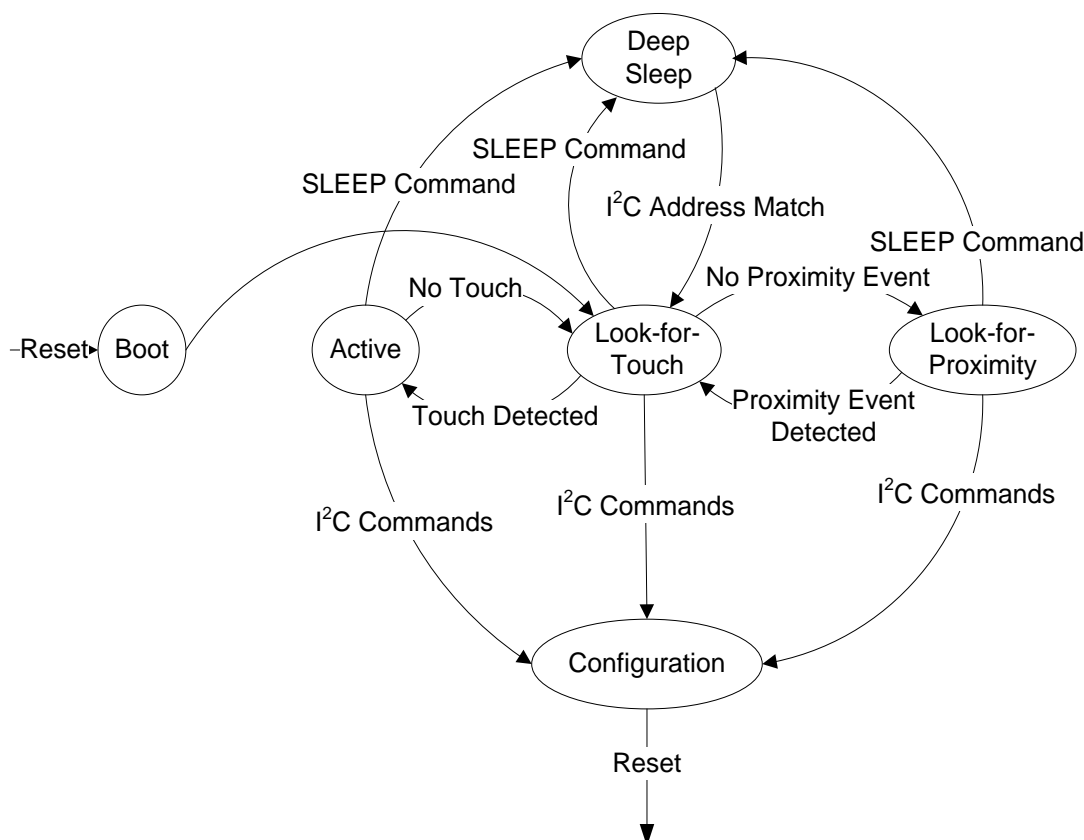 Deep
Sleep
SLEEP Command
SLEEP Command
I²C Address Match
SLEEP Command
No Touch
No Proximity Event
Reset
Boot
Active
Look-for-
Touch
Look-for-
Proximity
Touch Detected
Proximity Event
Detected
I²C Commands
I²C Commands
I²C Commands
Configuration
Reset